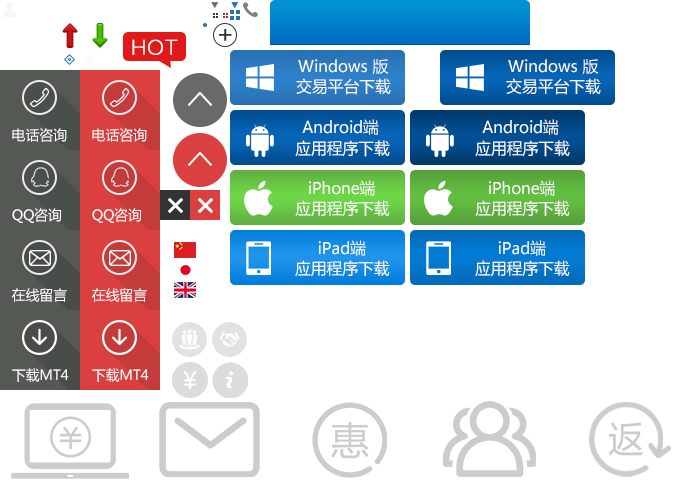 HOT
Windows 版
交易平台下载
Windows 版
交易平台下载
电话咨询
电话咨询
Android端
应用程序下载
Android端
应用程序下载
QQ咨询
QQ咨询
iPhone端
应用程序下载
iPhone端
应用程序下载
在线留言
在线留言
iPad端
应用程序下载
iPad端
应用程序下载
下载MT4
下载MT4
¥
i
¥
惠
返